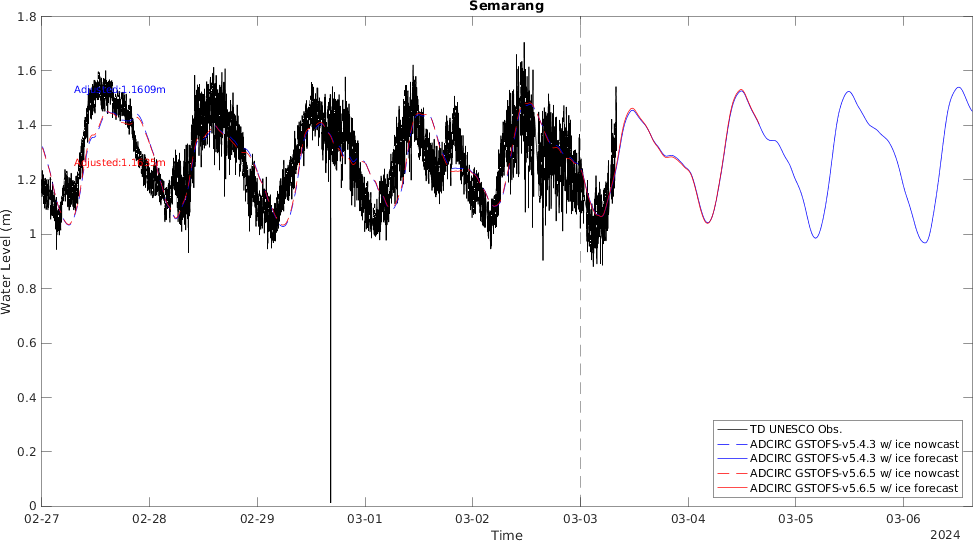 Semarang
Water Level (m)
1.8
1.6
1.4
1.2
1
0.8
0.6
0.4
0.2
0
Adjusted:1.1609m
TD UNESCO Obs.
ADCIRC GSTOFS-v5.4.3 w/ ice nowcast
ADCIRC GSTOFS-v5.4.3 w/ ice forecast
ADCIRC GSTOFS-v5.6.5 w/ ice nowcast
ADCIRC GSTOFS-v5.6.5 w/ ice forecast
02-27 02-28 02-29 03-01 03-02 03-03 03-04 03-05 03-06
Time
2024